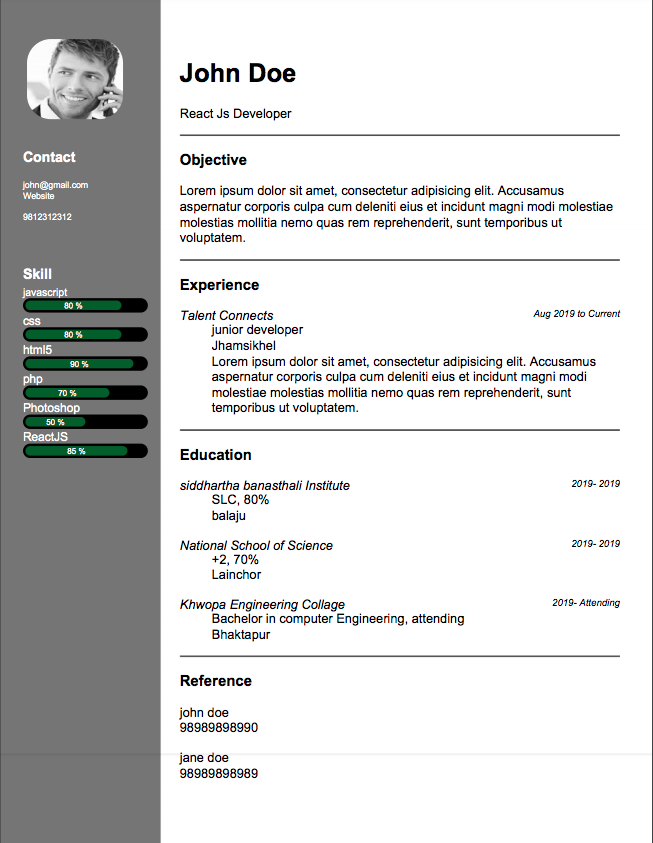 Contact
john@gmail.com
Website
9812312312
Skill
javascript
80 %
css
80 %
html5
90 %
php
70 %
Photoshop
50 %
ReactJS
85 %
John Doe
React Js Developer
Objective
Lorem ipsum dolor sit amet, consectetur adipisicing elit. Accusamus
aspernatur corporis culpa cum deleniti eius et incidunt magni modi molestiae
molestias mollitia nemo quas rem reprehenderit, sunt temporibus ut
voluptatem.
Experience
Talent Connects Aug 2019 to Current
junior developer
Jhamsikhel
Lorem ipsum dolor sit amet, consectetur adipisicing elit. Accusamus
aspernatur corporis culpa cum deleniti eius et incidunt magni modi
molestiae molestias mollitia nemo quas rem reprehenderit, sunt
temporibus ut voluptatem.
Education
siddhartha banasthali Institute 2019- 2019
SLC, 80%
balaju
National School of Science 2019- 2019
+2, 70%
Lainchor
Khwopa Engineering Collage 2019- Attending
Bachelor in computer Engineering, attending
Bhaktapur
Reference
john doe
98989898990
jane doe
98989898989